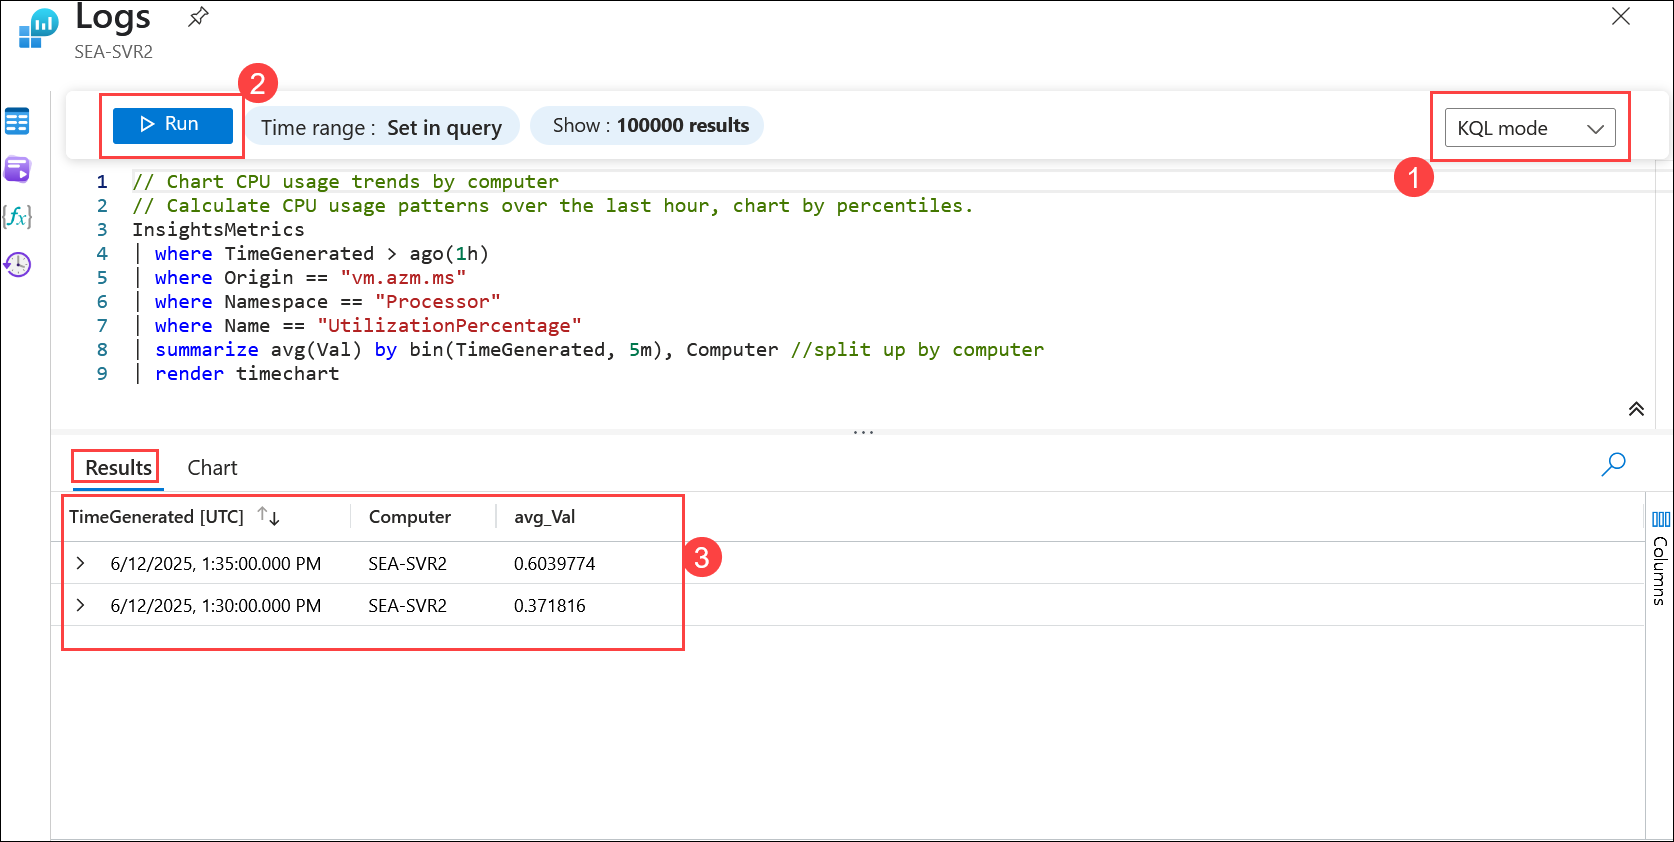 Logs
SEA-SVR2
2
Run
Time range : Set in query
Show : 100000 results
KQL mode
1
1 // Chart CPU usage trends by computer
2 // Calculate CPU usage patterns over the last hour, chart by percentiles.
3 InsightsMetrics
4 | where TimeGenerated > ago(1h)
5 | where Origin == "vm.azm.ms"
6 | where Namespace == "Processor"
7 | where Name == "UtilizationPercentage"
8 | summarize avg(Val) by bin(TimeGenerated, 5m), Computer //split up by computer
9 | render timechart
Results Chart
TimeGenerated [UTC] Computer avg_Val
6/12/2025, 1:35:00.000 PM SEA-SVR2 0.6039774
3
6/12/2025, 1:30:00.000 PM SEA-SVR2 0.371816
Columns
{fx}